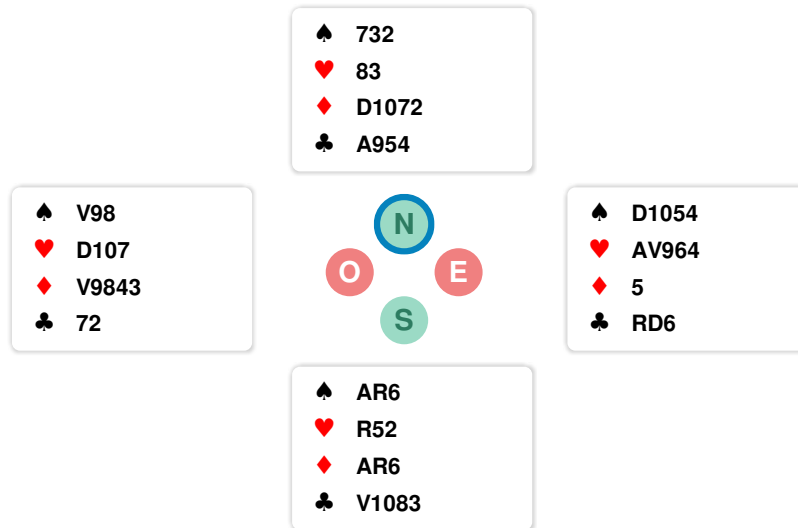 ♠ 732
♥ 83
♦ D1072
♣ A954
♠ V98
♥ D107
♦ V9843
♣ 72
N
O E
S
♠ D1054
♥ AV964
♦ 5
♣ RD6
♠ AR6
♥ R52
♦ AR6
♣ V1083